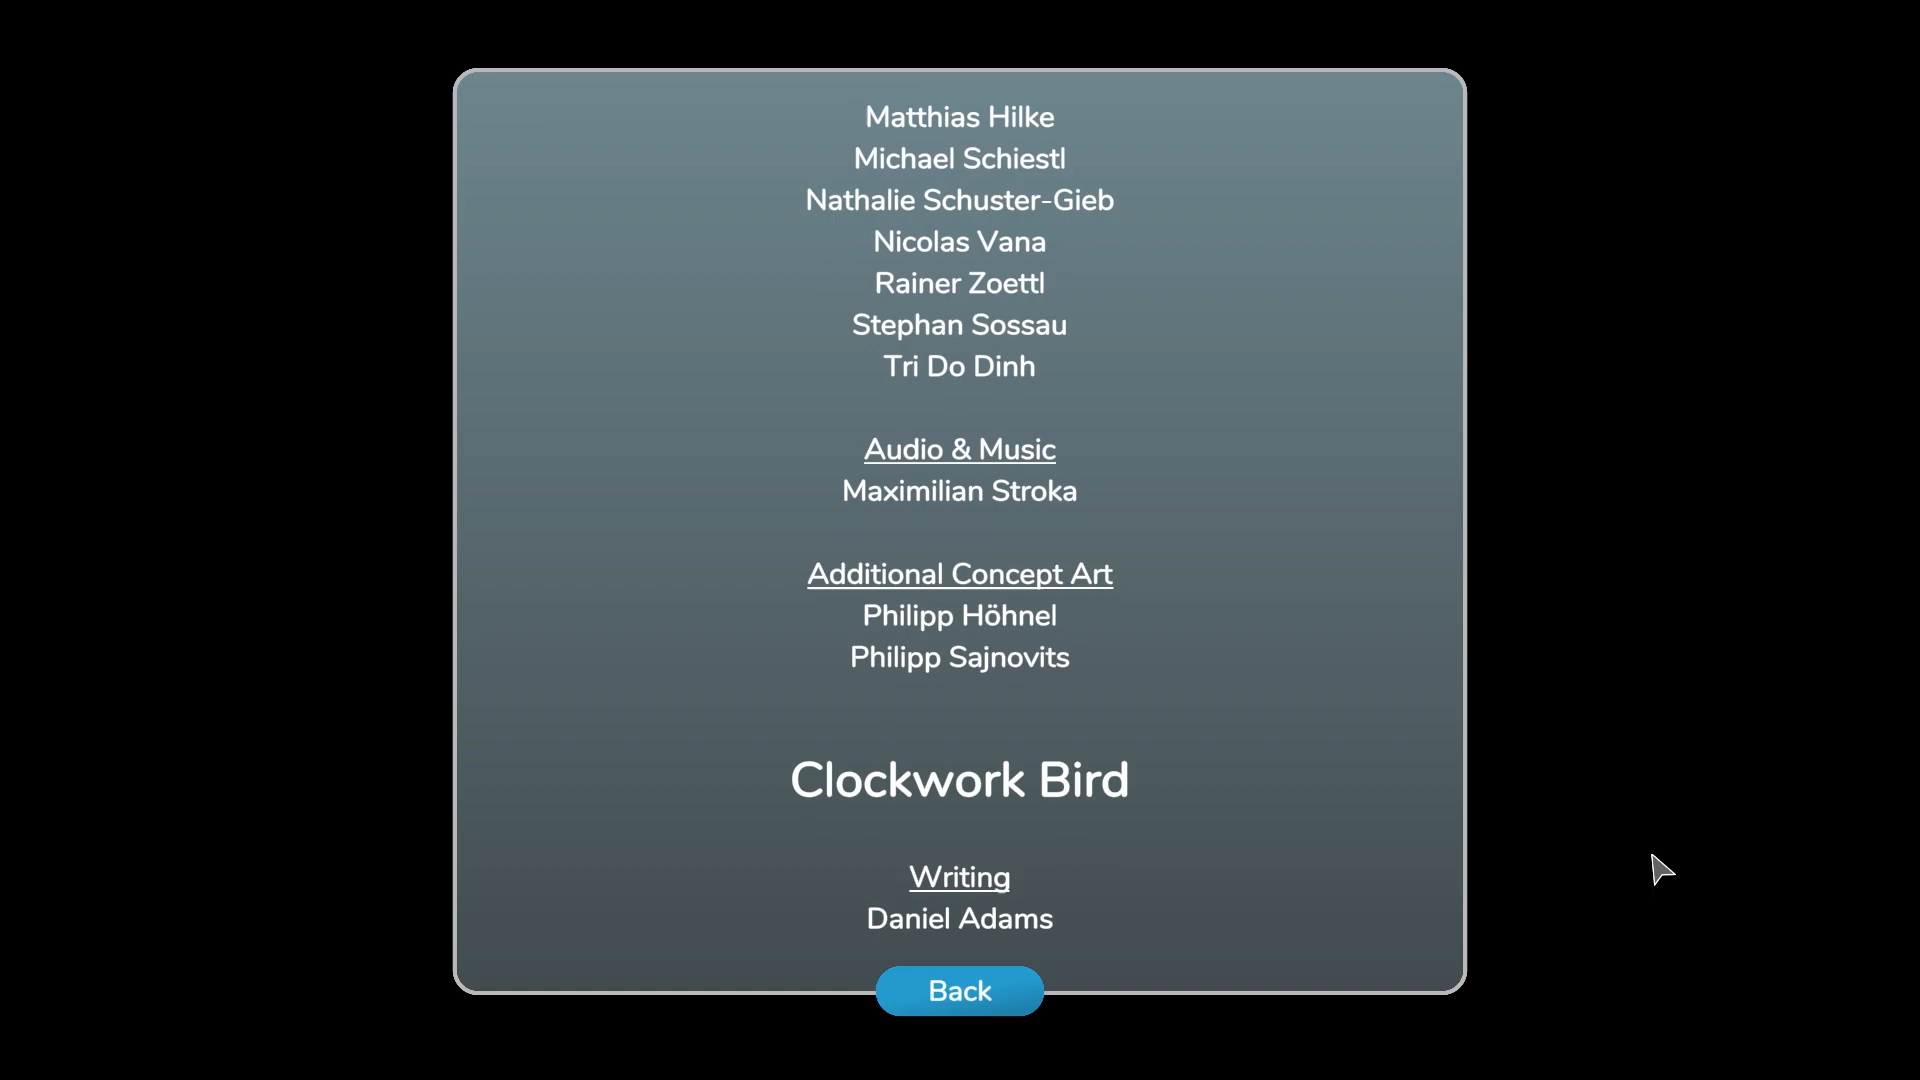 Matthias Hilke
Michael Schiestl
Nathalie Schuster-Gieb
Nicolas Vana
Rainer Zoettl
Stephan Sossau
Tri Do Dinh
Audio & Music
Maximilian Stroka
Additional Concept Art
Philipp Höhnel
Philipp Sajnovits
Clockwork Bird
Writing
Daniel Adams
Back